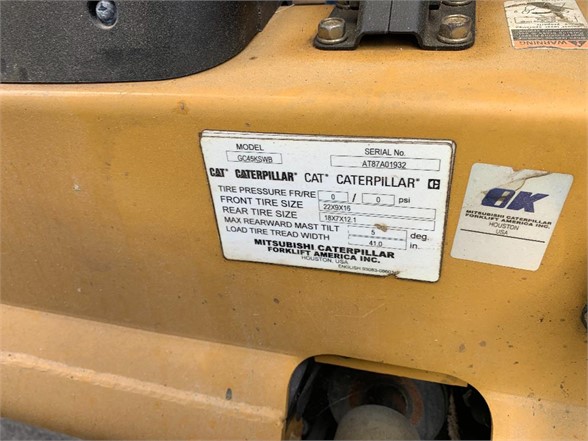 MODEL SERIAL No.
GC45KSWB AT87A01932
CAT CATERPILLAR CAT CATERPILLAR C
TIRE PRESSURE FR/RE 0 / 0 psi
FRONT TIRE SIZE 22X9X16
REAR TIRE SIZE 18X7X12.1
MAX REARWARD MAST TILT 5 deg.
LOAD TIRE TREAD WIDTH 41.0 in.
MITSUBISHI CATERPILLAR
FORKLIFT AMERICA INC.
HOUSTON, USA
ENGLISH
OK
MITSUBISHI CATERPILLAR
FORKLIFT AMERICA INC.
HOUSTON
USA
WARNING